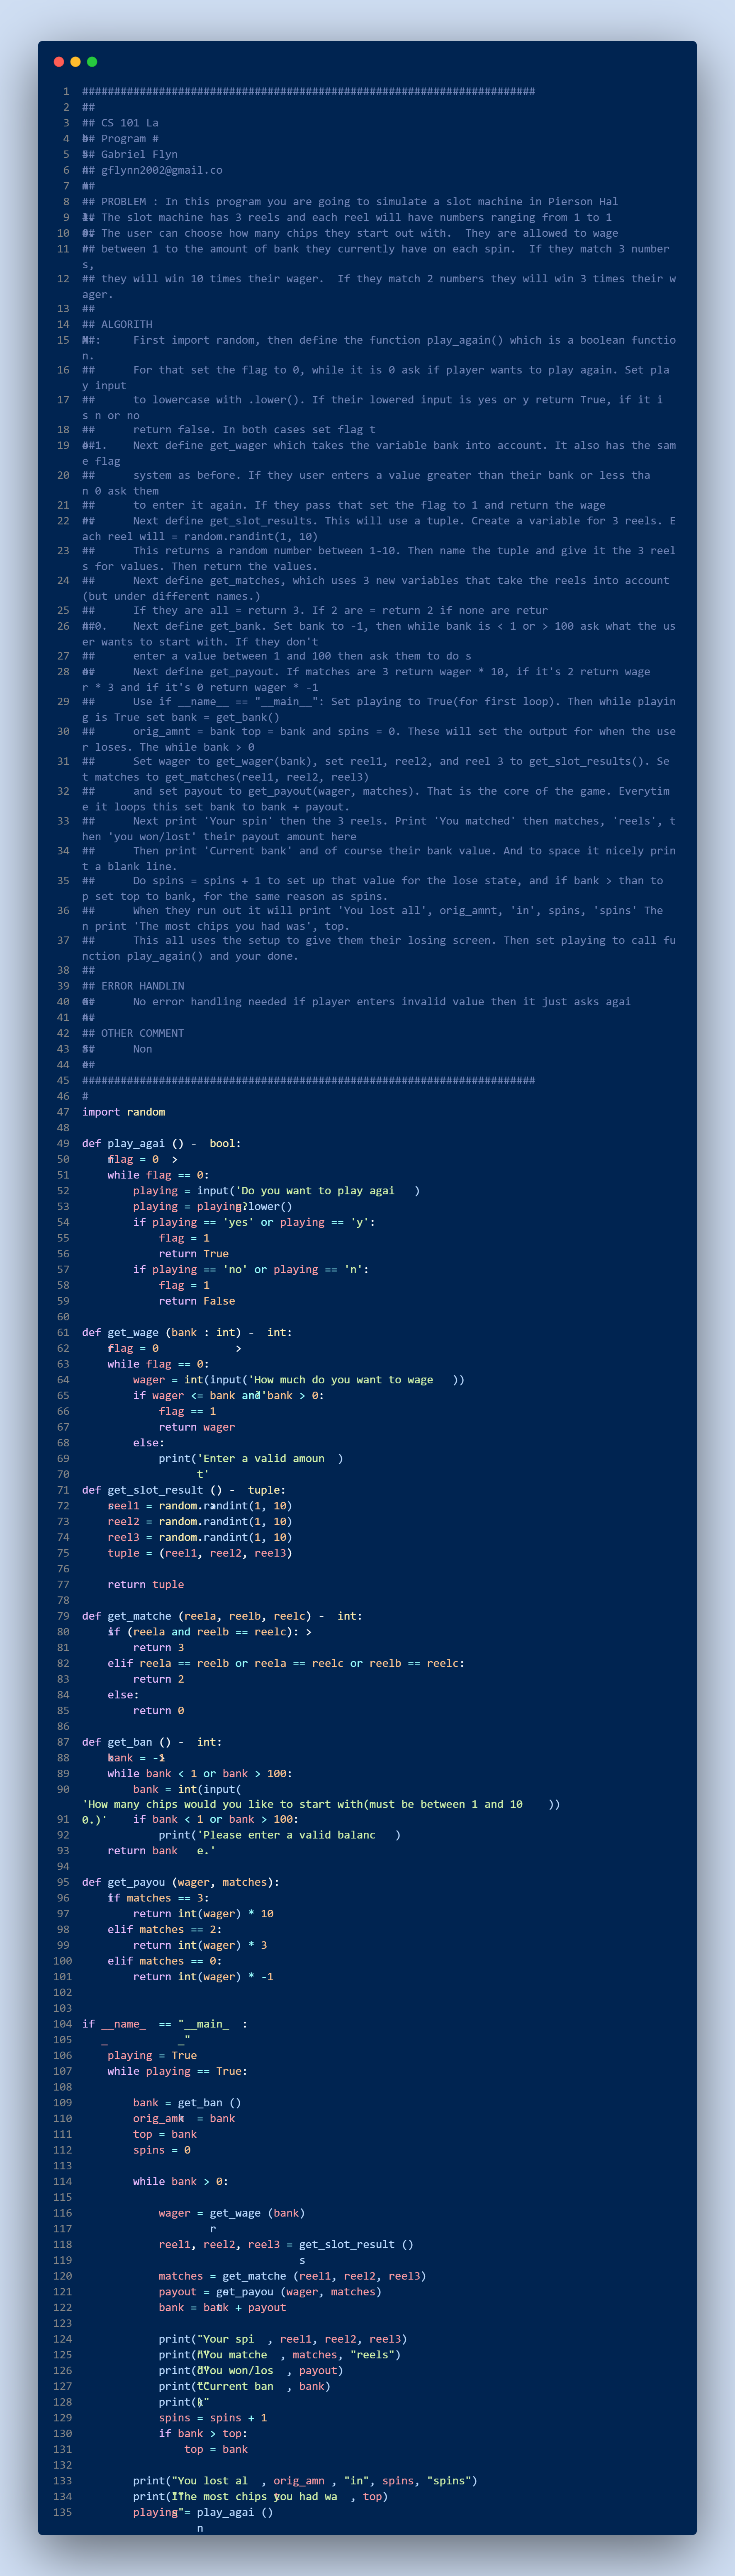 1 #######################################################################
2 ##
3 ## CS 101 Lab
4 ## Program #
5 ## Gabriel Flynn
6 ## gflynn2002@gmail.com
7 ##
8 ## PROBLEM : In this program you are going to simulate a slot machine in Pierson Hall.
9 ## The slot machine has 3 reels and each reel will have numbers ranging from 1 to 10.
10 ## The user can choose how many chips they start out with.  They are allowed to wager
11 ## between 1 to the amount of bank they currently have on each spin.  If they match 3 number
s,
12 ## they will win 10 times their wager.  If they match 2 numbers they will win 3 times their w
ager.
13 ##
14 ## ALGORITHM:
15 ##      First import random, then define the function play_again() which is a boolean functio
n.
16 ##      For that set the flag to 0, while it is 0 ask if player wants to play again. Set pla
y input
17 ##      to lowercase with .lower(). If their lowered input is yes or y return True, if it i
s n or no
18 ##      return false. In both cases set flag to 1.
19 ##      Next define get_wager which takes the variable bank into account. It also has the sam
e flag
20 ##      system as before. If they user enters a value greater than their bank or less tha
n 0 ask them
21 ##      to enter it again. If they pass that set the flag to 1 and return the wager
22 ##      Next define get_slot_results. This will use a tuple. Create a variable for 3 reels. E
ach reel will = random.randint(1, 10)
23 ##      This returns a random number between 1-10. Then name the tuple and give it the 3 reel
s for values. Then return the values.
24 ##      Next define get_matches, which uses 3 new variables that take the reels into account
(but under different names.)
25 ##      If they are all = return 3. If 2 are = return 2 if none are return 0.
26 ##      Next define get_bank. Set bank to -1, then while bank is < 1 or > 100 ask what the us
er wants to start with. If they don't
27 ##      enter a value between 1 and 100 then ask them to do so.
28 ##      Next define get_payout. If matches are 3 return wager * 10, if it's 2 return wage
r * 3 and if it's 0 return wager * -1
29 ##      Use if __name__ == "__main__": Set playing to True(for first loop). Then while playin
g is True set bank = get_bank()
30 ##      orig_amnt = bank top = bank and spins = 0. These will set the output for when the use
r loses. The while bank > 0
31 ##      Set wager to get_wager(bank), set reel1, reel2, and reel 3 to get_slot_results(). Se
t matches to get_matches(reel1, reel2, reel3)
32 ##      and set payout to get_payout(wager, matches). That is the core of the game. Everytim
e it loops this set bank to bank + payout.
33 ##      Next print 'Your spin' then the 3 reels. Print 'You matched' then matches, 'reels', t
hen 'you won/lost' their payout amount here
34 ##      Then print 'Current bank' and of course their bank value. And to space it nicely prin
t a blank line.
35 ##      Do spins = spins + 1 to set up that value for the lose state, and if bank > than to
p set top to bank, for the same reason as spins.
36 ##      When they run out it will print 'You lost all', orig_amnt, 'in', spins, 'spins' The
n print 'The most chips you had was', top.
37 ##      This all uses the setup to give them their losing screen. Then set playing to call fu
nction play_again() and your done.
38 ##
39 ## ERROR HANDLING:
40 ##      No error handling needed if player enters invalid value then it just asks again.
41 ##
42 ## OTHER COMMENTS:
43 ##      None
44 ##
45 #######################################################################
46 #
47 import random
48
49 def play_again() -> bool:
50     flag = 0
51     while flag == 0:
52         playing = input('Do you want to play again?')
53         playing = playing.lower()
54         if playing == 'yes' or playing == 'y':
55             flag = 1
56             return True
57         if playing == 'no' or playing == 'n':
58             flag = 1
59             return False
60
61 def get_wager(bank : int) -> int:
62     flag = 0
63     while flag == 0:
64         wager = int(input('How much do you want to wager?'))
65         if wager <= bank and bank > 0:
66             flag == 1
67             return wager
68         else:
69             print('Enter a valid amount')
70
71 def get_slot_results() -> tuple:
72     reel1 = random.randint(1, 10)
73     reel2 = random.randint(1, 10)
74     reel3 = random.randint(1, 10)
75     tuple = (reel1, reel2, reel3)
76
77     return tuple
78
79 def get_matches(reela, reelb, reelc) -> int:
80     if (reela and reelb == reelc):
81         return 3
82     elif reela == reelb or reela == reelc or reelb == reelc:
83         return 2
84     else:
85         return 0
86
87 def get_bank() -> int:
88     bank = -1
89     while bank < 1 or bank > 100:
90         bank = int(input(
'How many chips would you like to start with(must be between 1 and 100.)'))
91         if bank < 1 or bank > 100:
92             print('Please enter a valid balance.')
93     return bank
94
95 def get_payout(wager, matches):
96     if matches == 3:
97         return int(wager) * 10
98     elif matches == 2:
99         return int(wager) * 3
100     elif matches == 0:
101         return int(wager) * -1
102
103
104 if __name__ == "__main__":
105
106     playing = True
107     while playing == True:
108
109         bank = get_bank()
110         orig_amnt = bank
111         top = bank
112         spins = 0
113
114         while bank > 0:
115
116             wager = get_wager(bank)
117
118             reel1, reel2, reel3 = get_slot_results()
119
120             matches = get_matches(reel1, reel2, reel3)
121             payout = get_payout(wager, matches)
122             bank = bank + payout
123
124             print("Your spin", reel1, reel2, reel3)
125             print("You matched", matches, "reels")
126             print("You won/lost", payout)
127             print("Current bank", bank)
128             print()
129             spins = spins + 1
130             if bank > top:
131                 top = bank
132
133         print("You lost all", orig_amnt, "in", spins, "spins")
134         print("The most chips you had was", top)
135         playing = play_again()